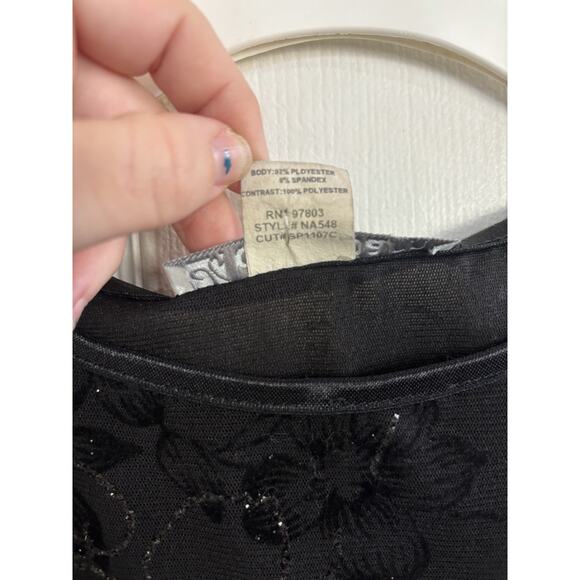 BODY: 92% PLOYESTER
8% SPANDEX
CONTRAST: 100% POLYESTER
RN# 97803
STYLE# NA548
CUT# SP1107C